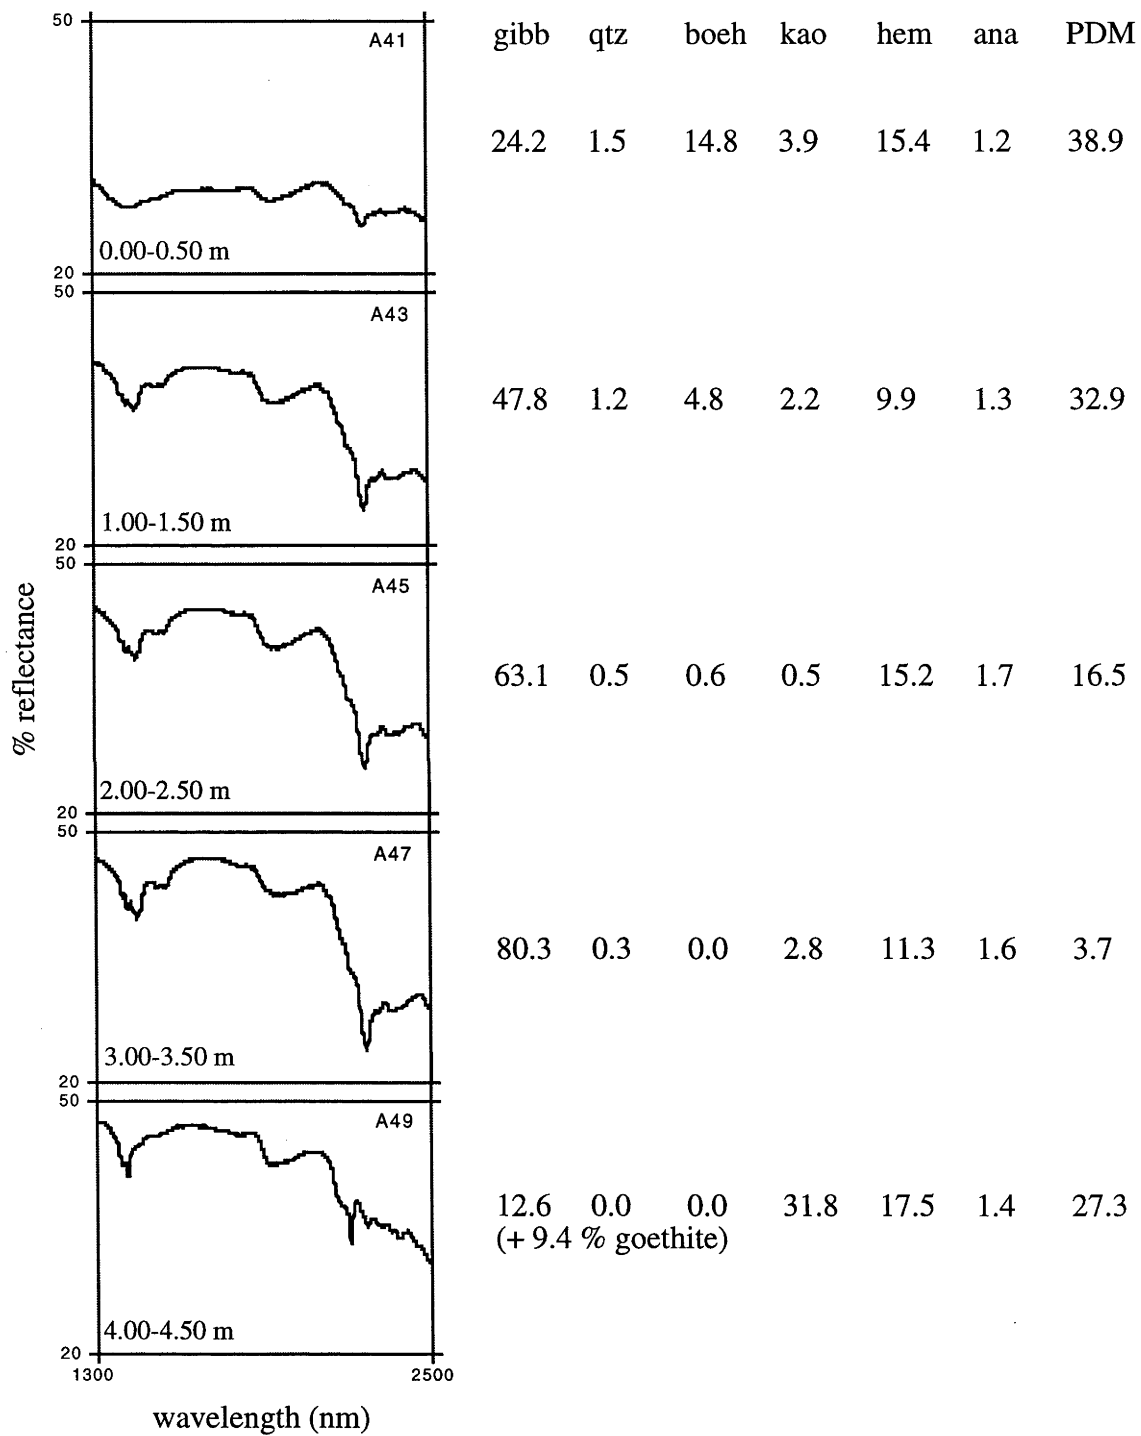 50
A41
gibb qtz boeh kao hem ana PDM
24.2 1.5 14.8 3.9 15.4 1.2 38.9
0.00-0.50 m
20
50
A43
47.8 1.2 4.8 2.2 9.9 1.3 32.9
1.00-1.50 m
20
50
A45
% reflectance
63.1 0.5 0.6 0.5 15.2 1.7 16.5
2.00-2.50 m
20
50
A47
80.3 0.3 0.0 2.8 11.3 1.6 3.7
3.00-3.50 m
20
50
A49
12.6 0.0 0.0 31.8 17.5 1.4 27.3
(+ 9.4 % goethite)
4.00-4.50 m
20
1300 2500
wavelength (nm)